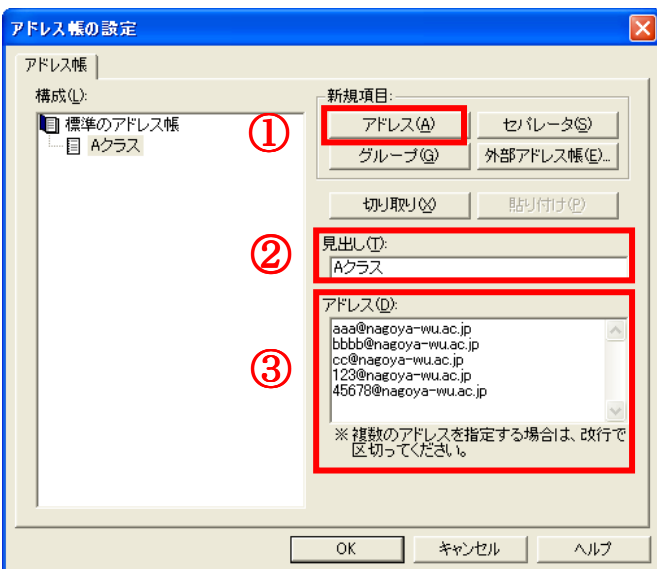 アドレス帳の設定
アドレス帳
構成(L):
標準のアドレス帳
Aクラス
①
新規項目:
アドレス(A)
セパレータ(S)
グループ(G)
外部アドレス帳(E)...
切り取り(X)
貼り付け(P)
②
見出し(T):
Aクラス
③
アドレス(D):
aaa@nagoya-wu.ac.jp
bbbb@nagoya-wu.ac.jp
cc@nagoya-wu.ac.jp
123@nagoya-wu.ac.jp
45678@nagoya-wu.ac.jp
※複数のアドレスを指定する場合は、改行で
区切ってください。
OK
キャンセル
ヘルプ